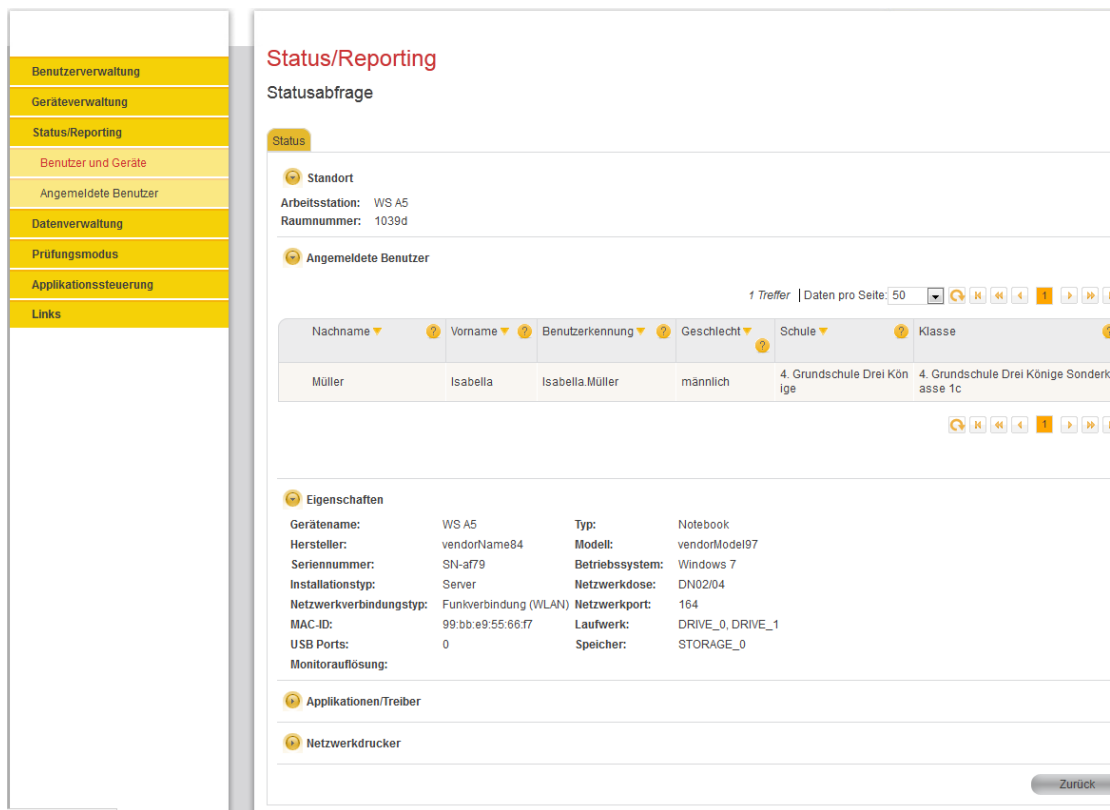 Benutzerverwaltung
Geräteverwaltung
Status/Reporting
Benutzer und Geräte
Angemeldete Benutzer
Datenverwaltung
Prüfungsmodus
Applikationssteuerung
Links
Status/Reporting
Statusabfrage
Status
Standort
Arbeitsstation: WS A5
Raumnummer: 1039d
Angemeldete Benutzer
1 Treffer | Daten pro Seite: 50 1
Nachname ? Vorname ? Benutzerkennung ? Geschlecht ? Schule ? Klasse ?
Müller Isabella Isabella.Müller männlich 4. Grundschule Drei Kön 4. Grundschule Drei Könige Sonderk
ige asse 1c
1
Eigenschaften
Gerätename: WS A5 Typ: Notebook
Hersteller: vendorName84 Modell: vendorModel97
Seriennummer: SN-af79 Betriebssystem: Windows 7
Installationstyp: Server Netzwerkdose: DN02/04
Netzwerkverbindungstyp: Funkverbindung (WLAN) Netzwerkport: 164
MAC-ID: 99:bb:e9:55:66:f7 Laufwerk: DRIVE_0, DRIVE_1
USB Ports: 0 Speicher: STORAGE_0
Monitorauflösung:
Applikationen/Treiber
Netzwerkdrucker
Zurück